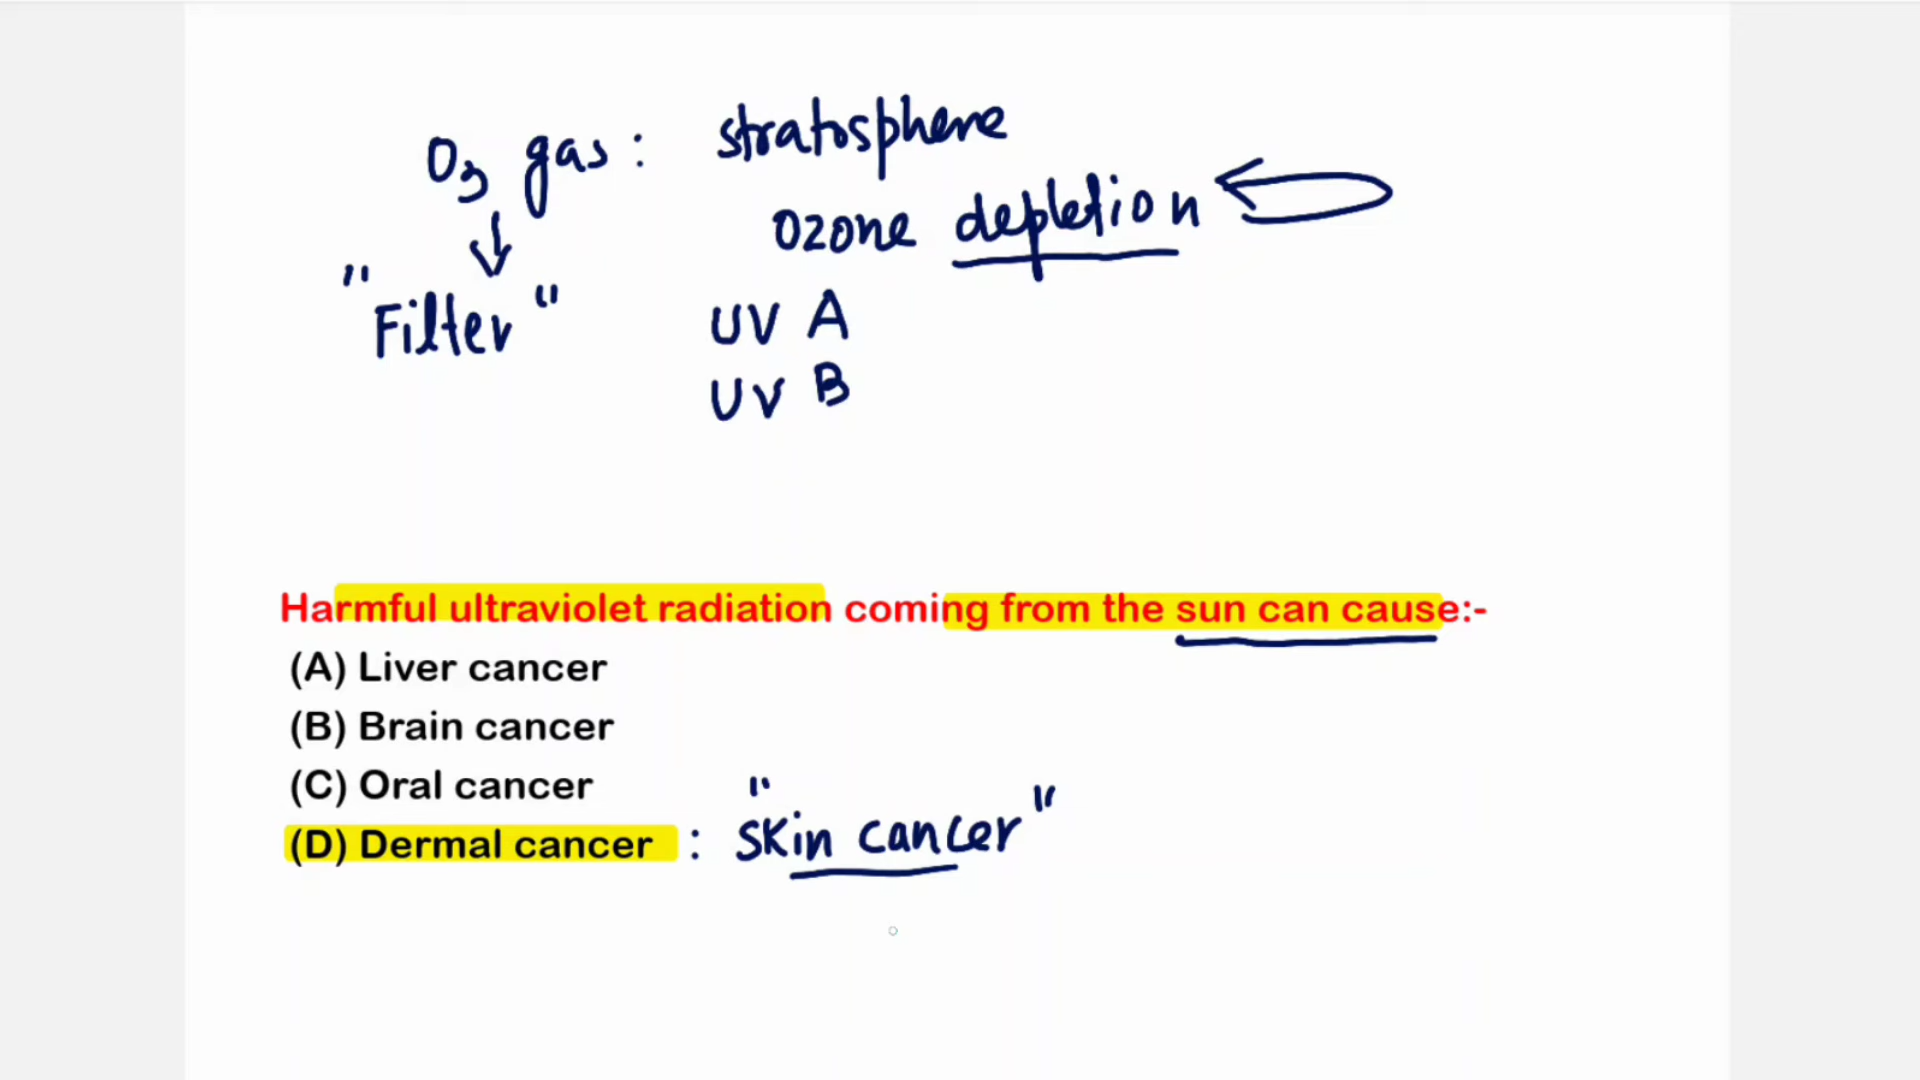 O3 gas : stratosphere
ozone depletion
"Filter"
UV A
UV B
Harmful ultraviolet radiation coming from the sun can cause:-
(A) Liver cancer
(B) Brain cancer
(C) Oral cancer
(D) Dermal cancer : "skin cancer"